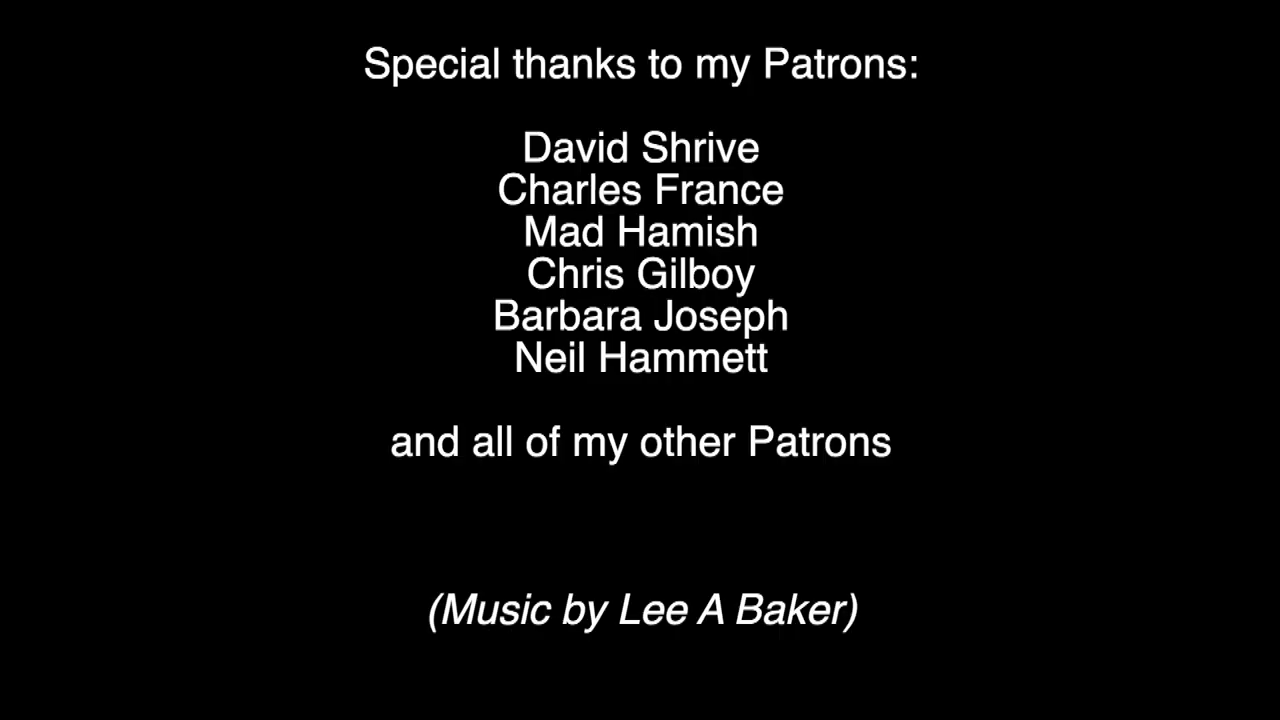 Special thanks to my Patrons:
David Shrive
Charles France
Mad Hamish
Chris Gilboy
Barbara Joseph
Neil Hammett
and all of my other Patrons
(Music by Lee A Baker)